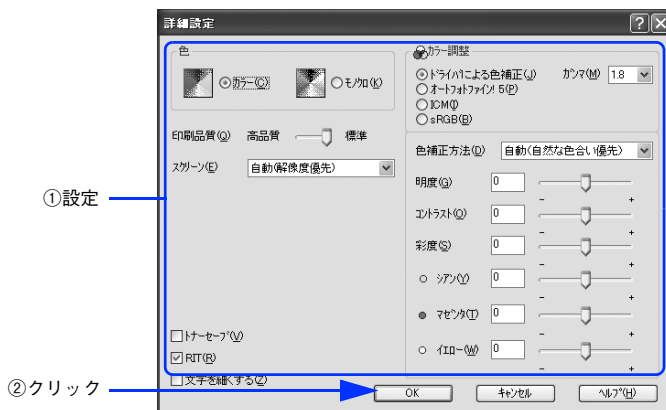 詳細設定
色
カラー(C)
モノクロ(K)
印刷品質(Q) 高品質 標準
スクリーン(E) 自動(解像度優先)
トナーセーブ(V)
RIT(R)
文字を細くする(Z)
カラー調整
ドライバによる色補正(J) ガンマ(M) 1.8
オートフォトファイン! 5(P)
ICM(I)
sRGB(B)
色補正方法(D) 自動(自然な色合い優先)
明度(G) 0
- +
コントラスト(O) 0
- +
彩度(S) 0
- +
シアン(Y) 0
- +
マゼンタ(T) 0
- +
イエロー(W) 0
- +
OK キャンセル ヘルプ(H)
①設定
②クリック